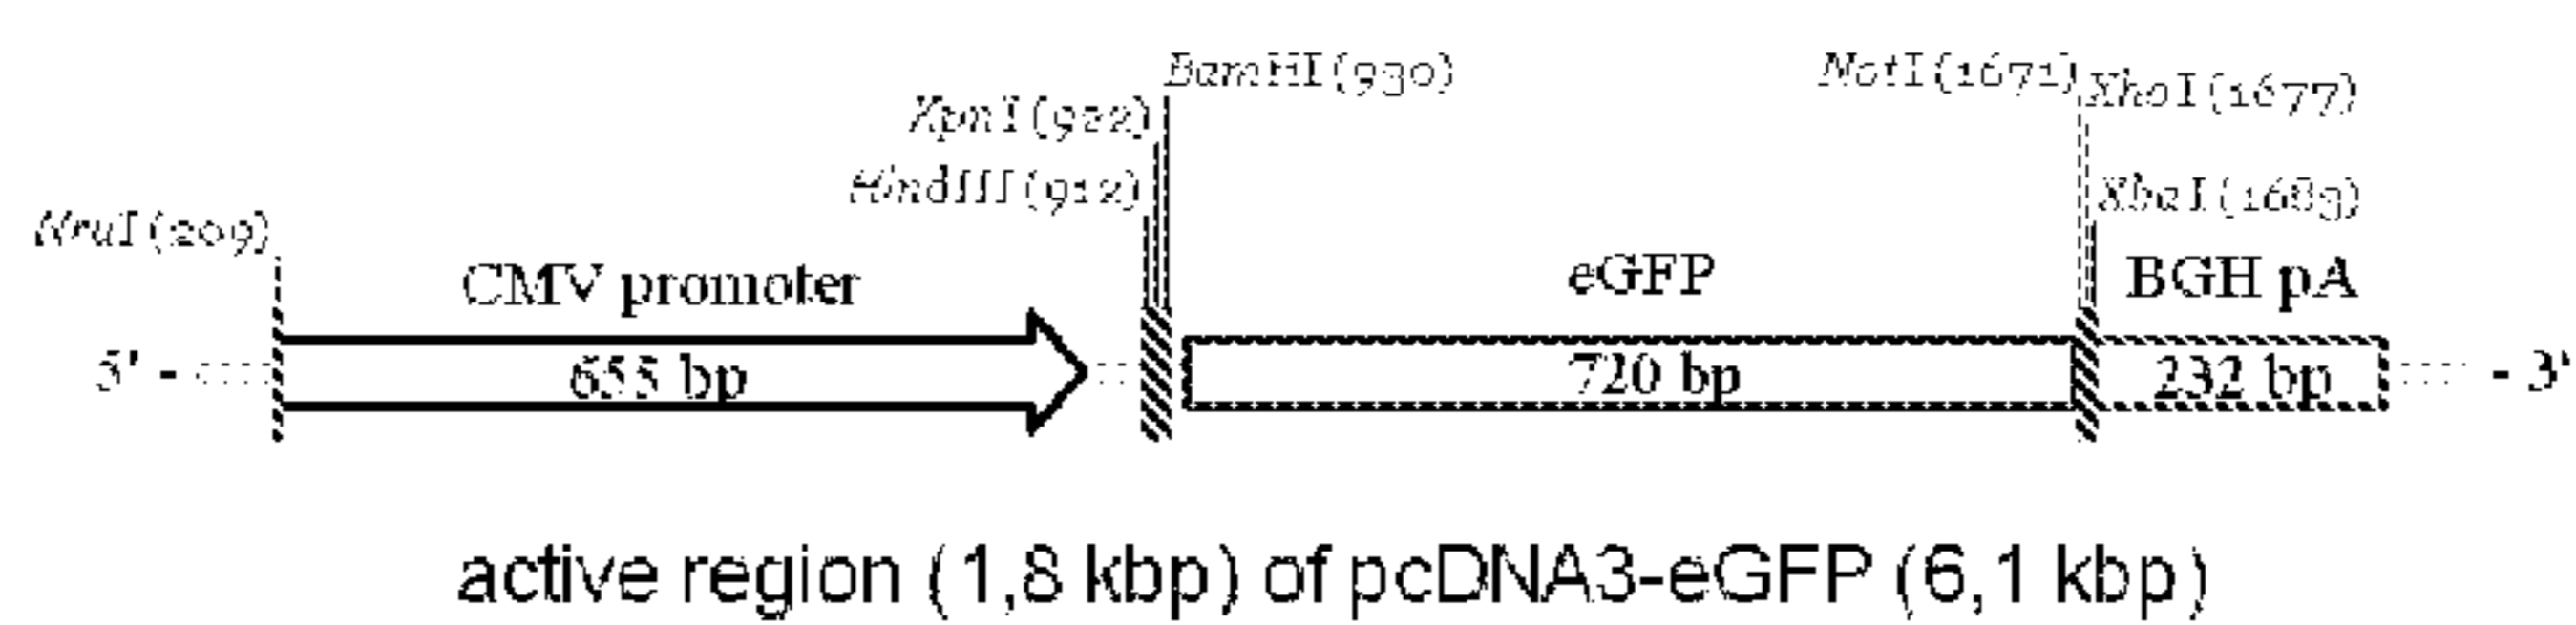 BamHI(930)
NotI(1671)
XhoI(1677)
KpnI(922)
HindIII(912)
XbaI(1683)
NruI(209)
CMV promoter
eGFP
BGH pA
5' - 655 bp 720 bp 232 bp - 3'
active region (1,8 kbp) of pcDNA3-eGFP (6,1 kbp)